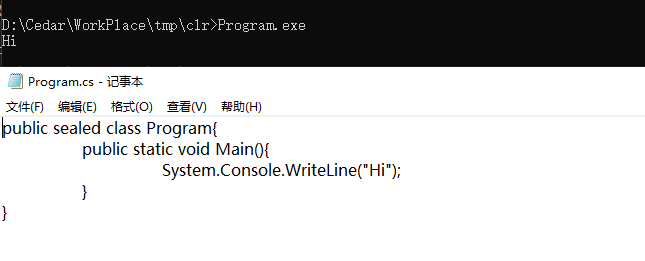 D:\Cedar\WorkPlace\tmp\clr>Program.exe
Hi
Program.cs - 记事本
文件(F) 编辑(E) 格式(O) 查看(V) 帮助(H)
public sealed class Program{
public static void Main(){
System.Console.WriteLine("Hi");
}
}